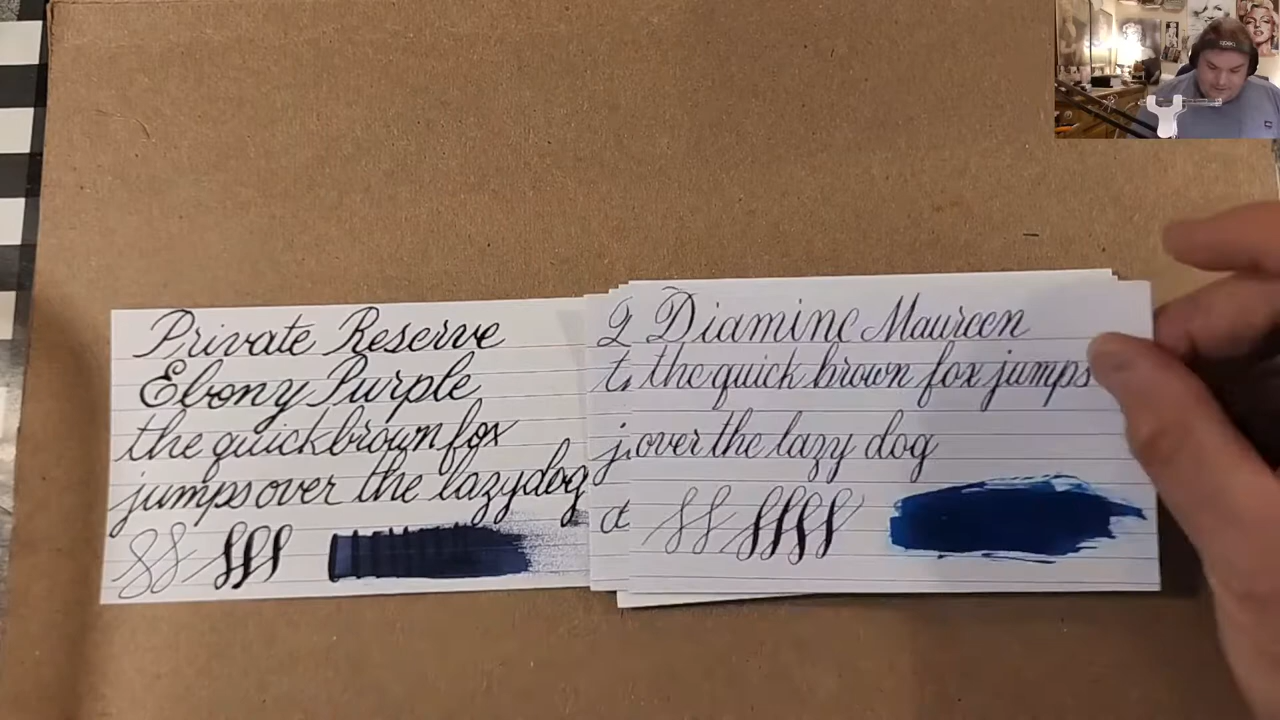 Private Reserve
Ebony Purple
the quick brown fox
jumps over the lazy dog
Diamine Maureen
the quick brown fox jumps
over the lazy dog